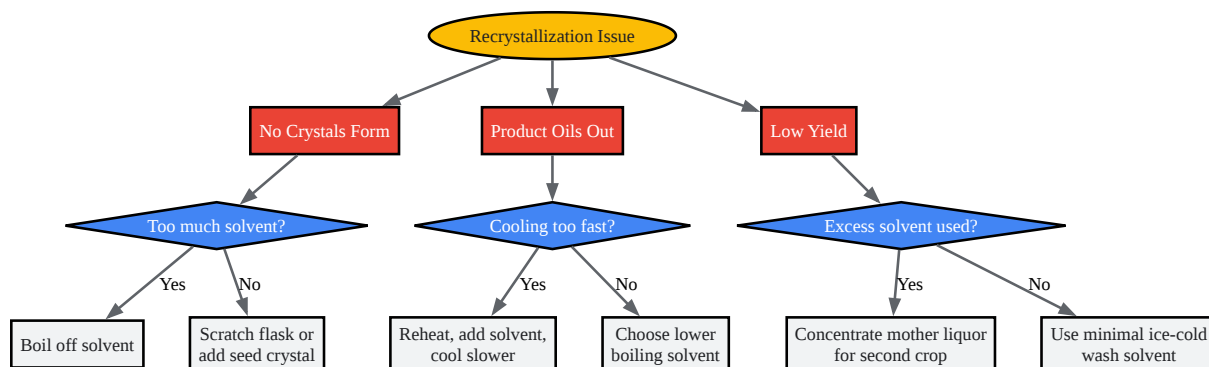 Recrystallization Issue
No Crystals Form
Product Oils Out
Low Yield
Too much solvent?
Cooling too fast?
Excess solvent used?
Yes
No
Yes
No
Yes
No
Boil off solvent
Scratch flask or
add seed crystal
Reheat, add solvent,
cool slower
Choose lower
boiling solvent
Concentrate mother liquor
for second crop
Use minimal ice-cold
wash solvent